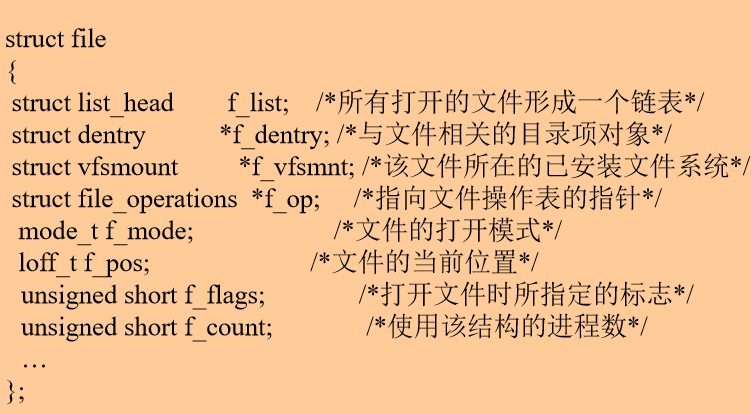 struct file
{
struct list_head f_list; /*所有打开的文件形成一个链表*/
struct dentry *f_dentry; /*与文件相关的目录项对象*/
struct vfsmount *f_vfsmnt; /*该文件所在的已安装文件系统*/
struct file_operations *f_op; /*指向文件操作表的指针*/
mode_t f_mode; /*文件的打开模式*/
loff_t f_pos; /*文件的当前位置*/
unsigned short f_flags; /*打开文件时所指定的标志*/
unsigned short f_count; /*使用该结构的进程数*/
…
};